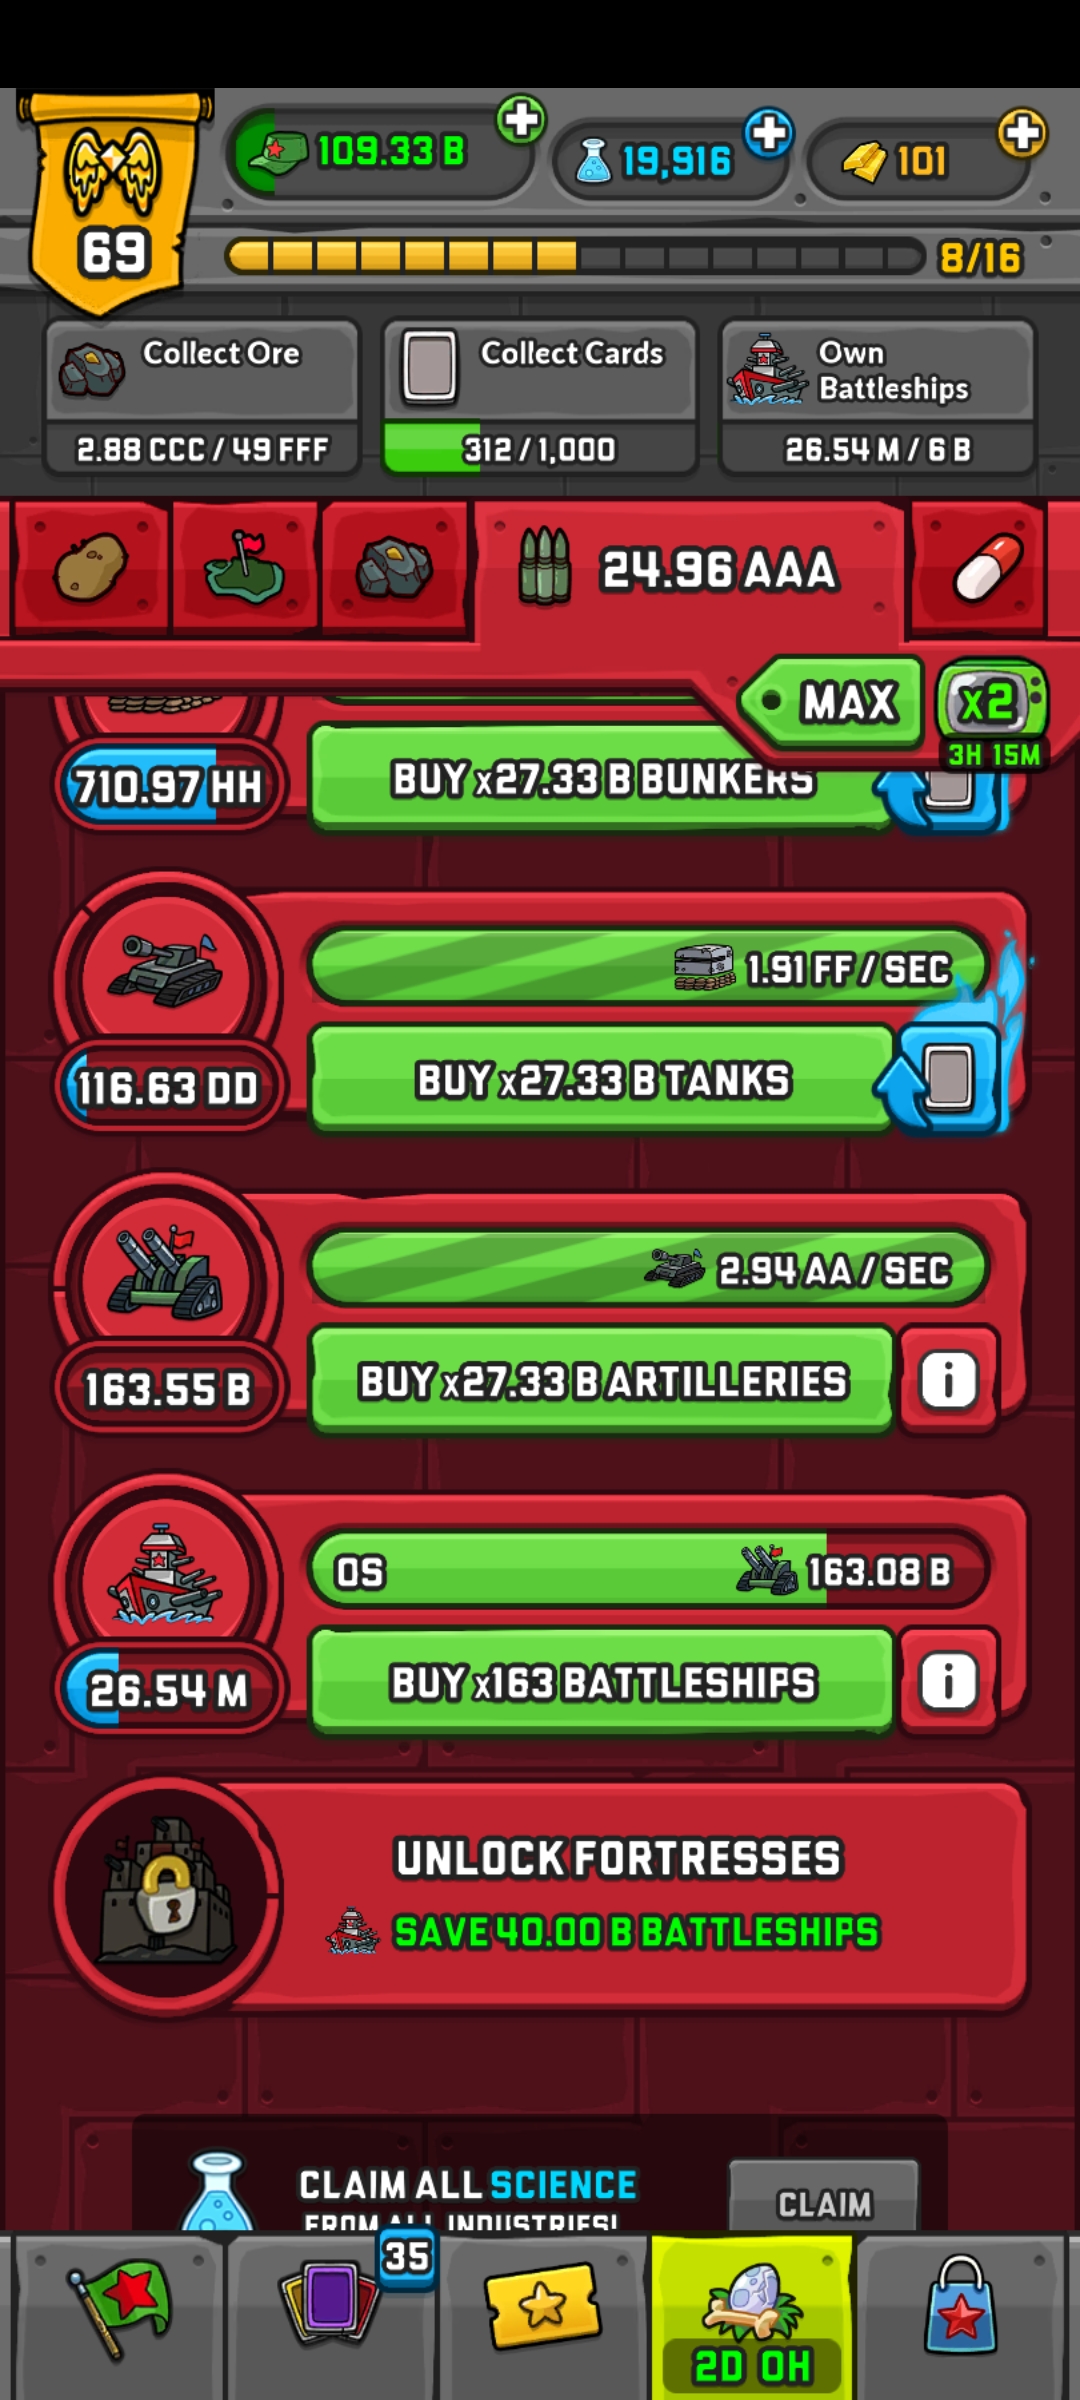 109.33 B
19,916
101
69
8/16
Collect Ore
2.88 CCC / 49 FFF
Collect Cards
312 / 1,000
Own
Battleships
26.54 M / 6 B
24.96 AAA
MAX
x2
3H 15M
710.97 HH
BUY x27.33 B BUNKERS
1.91 FF / SEC
116.63 DD
BUY x27.33 B TANKS
2.94 AA / SEC
163.55 B
BUY x27.33 B ARTILLERIES
i
0S
163.08 B
26.54 M
BUY x163 BATTLESHIPS
i
UNLOCK FORTRESSES
SAVE 40.00 B BATTLESHIPS
CLAIM ALL SCIENCE
FROM ALL INDUSTRIES!
CLAIM
35
2D 0H